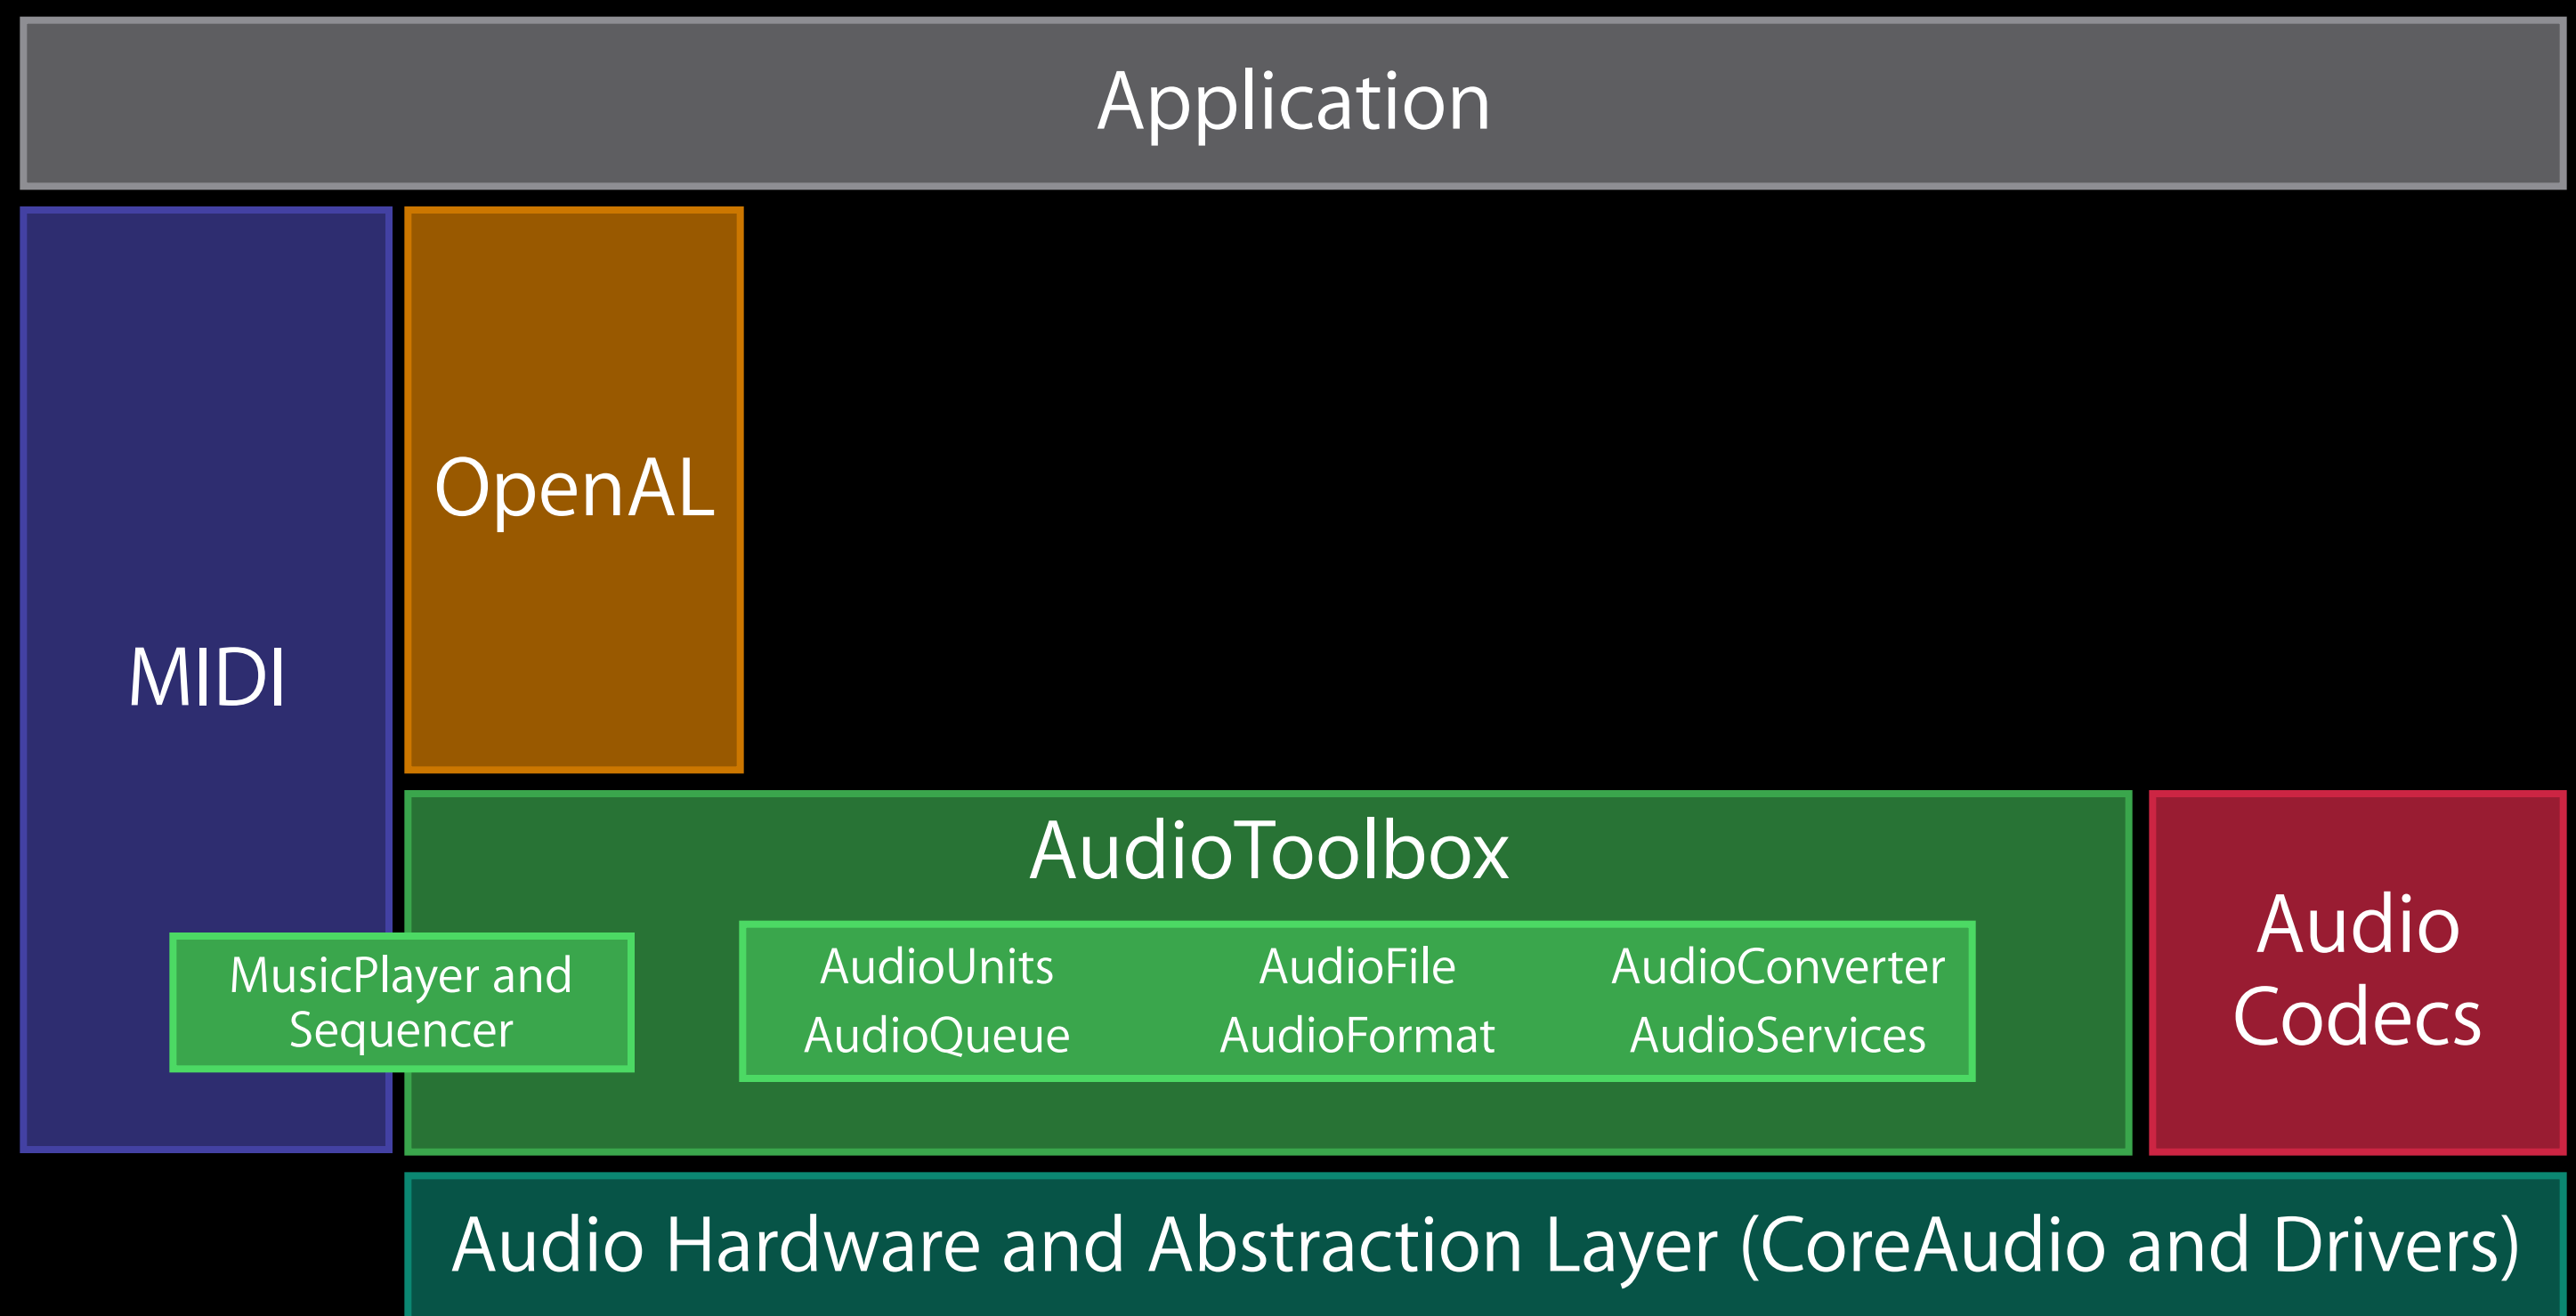 Application
OpenAL
MIDI
AudioToolbox
MusicPlayer and
Sequencer
AudioUnits AudioFile AudioConverter
AudioQueue AudioFormat AudioServices
Audio
Codecs
Audio Hardware and Abstraction Layer (CoreAudio and Drivers)